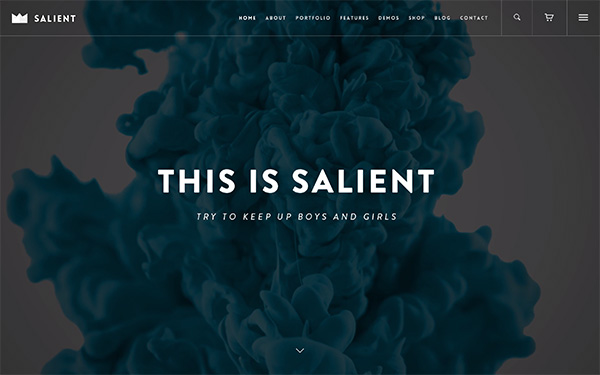 SALIENT
HOME ABOUT PORTFOLIO FEATURES DEMOS SHOP BLOG CONTACT
THIS IS SALIENT
TRY TO KEEP UP BOYS AND GIRLS